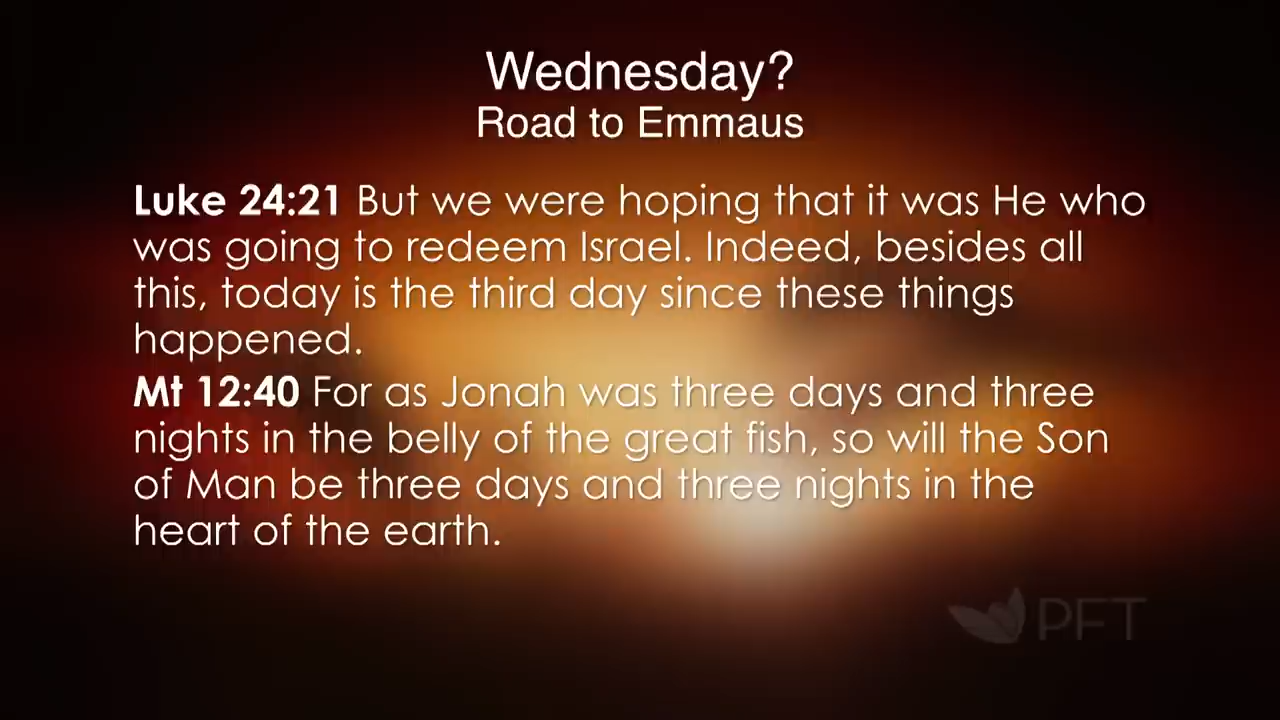 Wednesday?
Road to Emmaus
Luke 24:21 But we were hoping that it was He who
was going to redeem Israel. Indeed, besides all
this, today is the third day since these things
happened.
Mt 12:40 For as Jonah was three days and three
nights in the belly of the great fish, so will the Son
of Man be three days and three nights in the
heart of the earth.
PFT